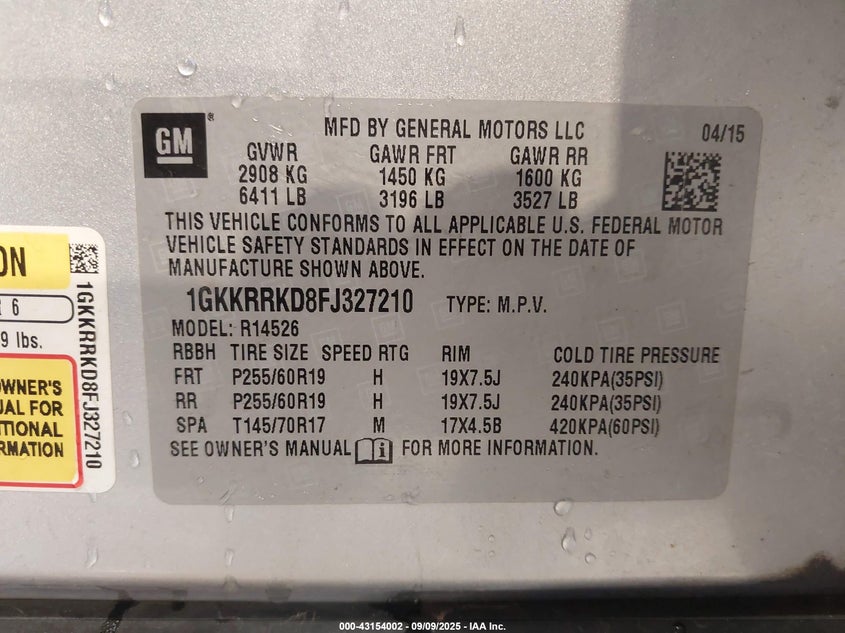 GM®
MFD BY GENERAL MOTORS LLC 04/15
GVWR GAWR FRT GAWR RR
2908 KG 1450 KG 1600 KG
6411 LB 3196 LB 3527 LB
THIS VEHICLE CONFORMS TO ALL APPLICABLE U.S. FEDERAL MOTOR
VEHICLE SAFETY STANDARDS IN EFFECT ON THE DATE OF
MANUFACTURE SHOWN ABOVE.
1GKKRRKD8FJ327210 TYPE: M.P.V.
MODEL: R14526
RBBH TIRE SIZE SPEED RTG RIM COLD TIRE PRESSURE
FRT P255/60R19 H 19X7.5J 240KPA(35PSI)
RR P255/60R19 H 19X7.5J 240KPA(35PSI)
SPA T145/70R17 M 17X4.5B 420KPA(60PSI)
SEE OWNER'S MANUAL i FOR MORE INFORMATION.
ON
R 6
9 lbs.
OWNER'S
UAL FOR
ITIONAL
RMATION
1GKKRRKD8FJ327210
000-43154002 - 09/09/2025 - IAA Inc.